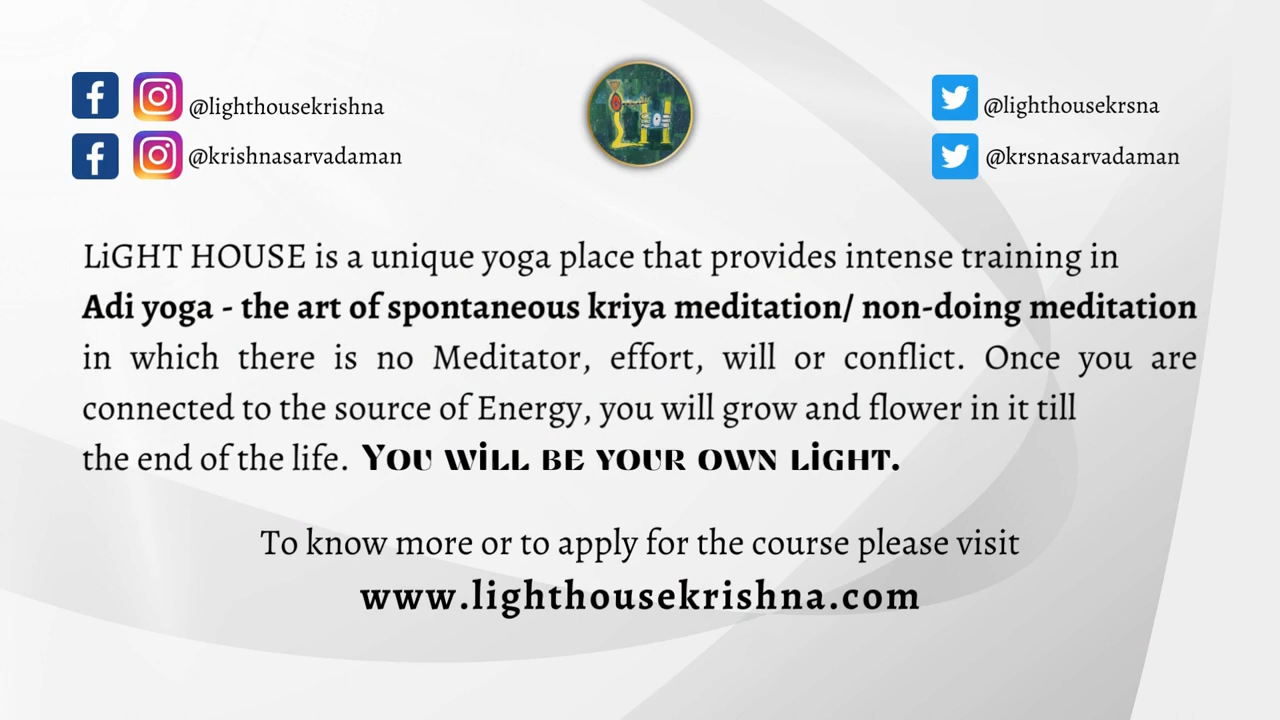 @lighthousekrishna
@krishnasarvadaman
LH
@lighthousekrsna
@krsnasarvadaman
LiGHT HOUSE is a unique yoga place that provides intense training in
Adi yoga - the art of spontaneous kriya meditation/ non-doing meditation
in which there is no Meditator, effort, will or conflict. Once you are
connected to the source of Energy, you will grow and flower in it till
the end of the life. YOU WiLL BE YOUR OWN LiGHT.
To know more or to apply for the course please visit
www.lighthousekrishna.com